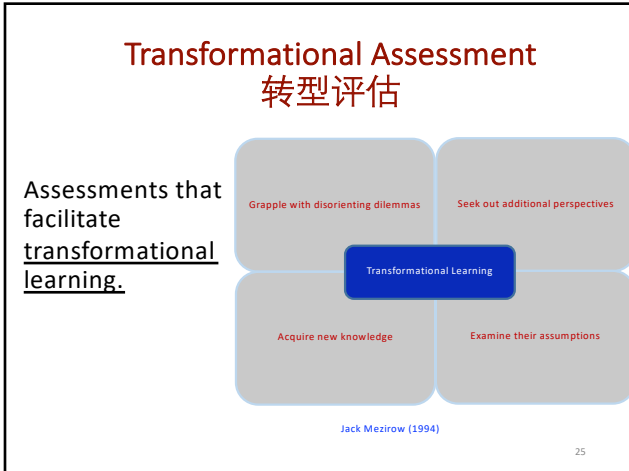 Transformational Assessment
转型评估
Assessments that
facilitate
transformational
learning.
Grapple with disorienting dilemmas
Seek out additional perspectives
Transformational Learning
Acquire new knowledge
Examine their assumptions
Jack Mezirow (1994)
25